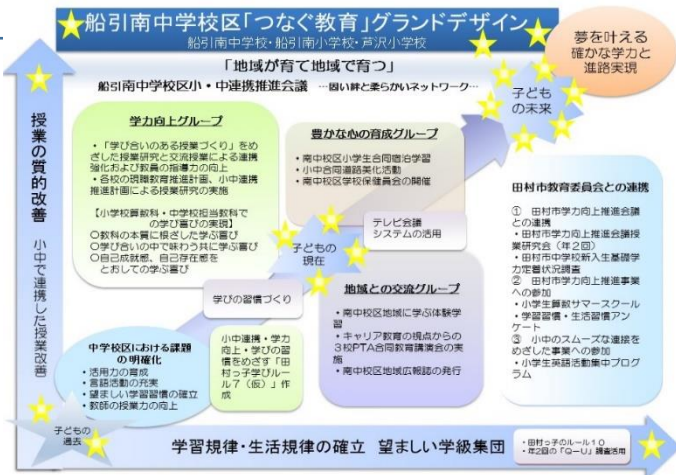 船引南中学校区「つなぐ教育」グランドデザイン
船引南中学校・船引南小学校・芦沢小学校
夢を叶える
確かな学力と
進路実現
「地域が育て地域で育つ」
船引南中学校区小・中連携推進会議 …固い絆と柔らかいネットワーク…
子ども
の未来
授業の質的改善
小中で連携した授業改善
学力向上グループ
・「学び合いのある授業づくり」をめ
ざした授業研究と交流授業による連携
強化および教員の指導力の向上
・各校の現職教育推進計画、小中連携
推進計画による授業研究の実施
【小学校算数科・中学校担当教科で
の学び喜びの実現】
○教科の本質に根ざした学ぶ喜び
○学び合いの中で味わう共に学ぶ喜び
○自己成就感、自己存在感を
とおしての学ぶ喜び
豊かな心の育成グループ
・南中校区小学生合同宿泊学習
・小中合同道路美化活動
・南中校区学校保健員会の開催
テレビ会議
システムの活用
子どもの
現在
学びの習慣づくり
地域との交流グループ
・南中校区地域に学ぶ体験学
習
・キャリア教育の視点からの
3校PTA合同教育講演会の実
施
・南中校区地域広報誌の発行
田村市教育委員会との連携
① 田村市学力向上推進会議
との連携
・田村市学力向上推進会議授
業研究会（年2回）
・田村市中学校新入生基礎学
力定着状況調査
② 田村市学力向上推進事業
への参加
・小学生算数サマースクール
・学習習慣・生活習慣アン
ケート
③ 小中のスムーズな連接を
めざした事業への参加
・小学生英語活動集中プログ
ラム
中学校区における課題
の明確化
・活用力の育成
・言語活動の充実
・望ましい学習習慣の確立
・教師の授業力の向上
小中連携・学力
向上・学びの習
慣をめざす「田村
っ子学びルー
ル7（仮）」作
成
子どもの
過去
学習規律・生活規律の確立 望ましい学級集団
・田村っ子のルール10
・年2回の「Q－U」調査活用